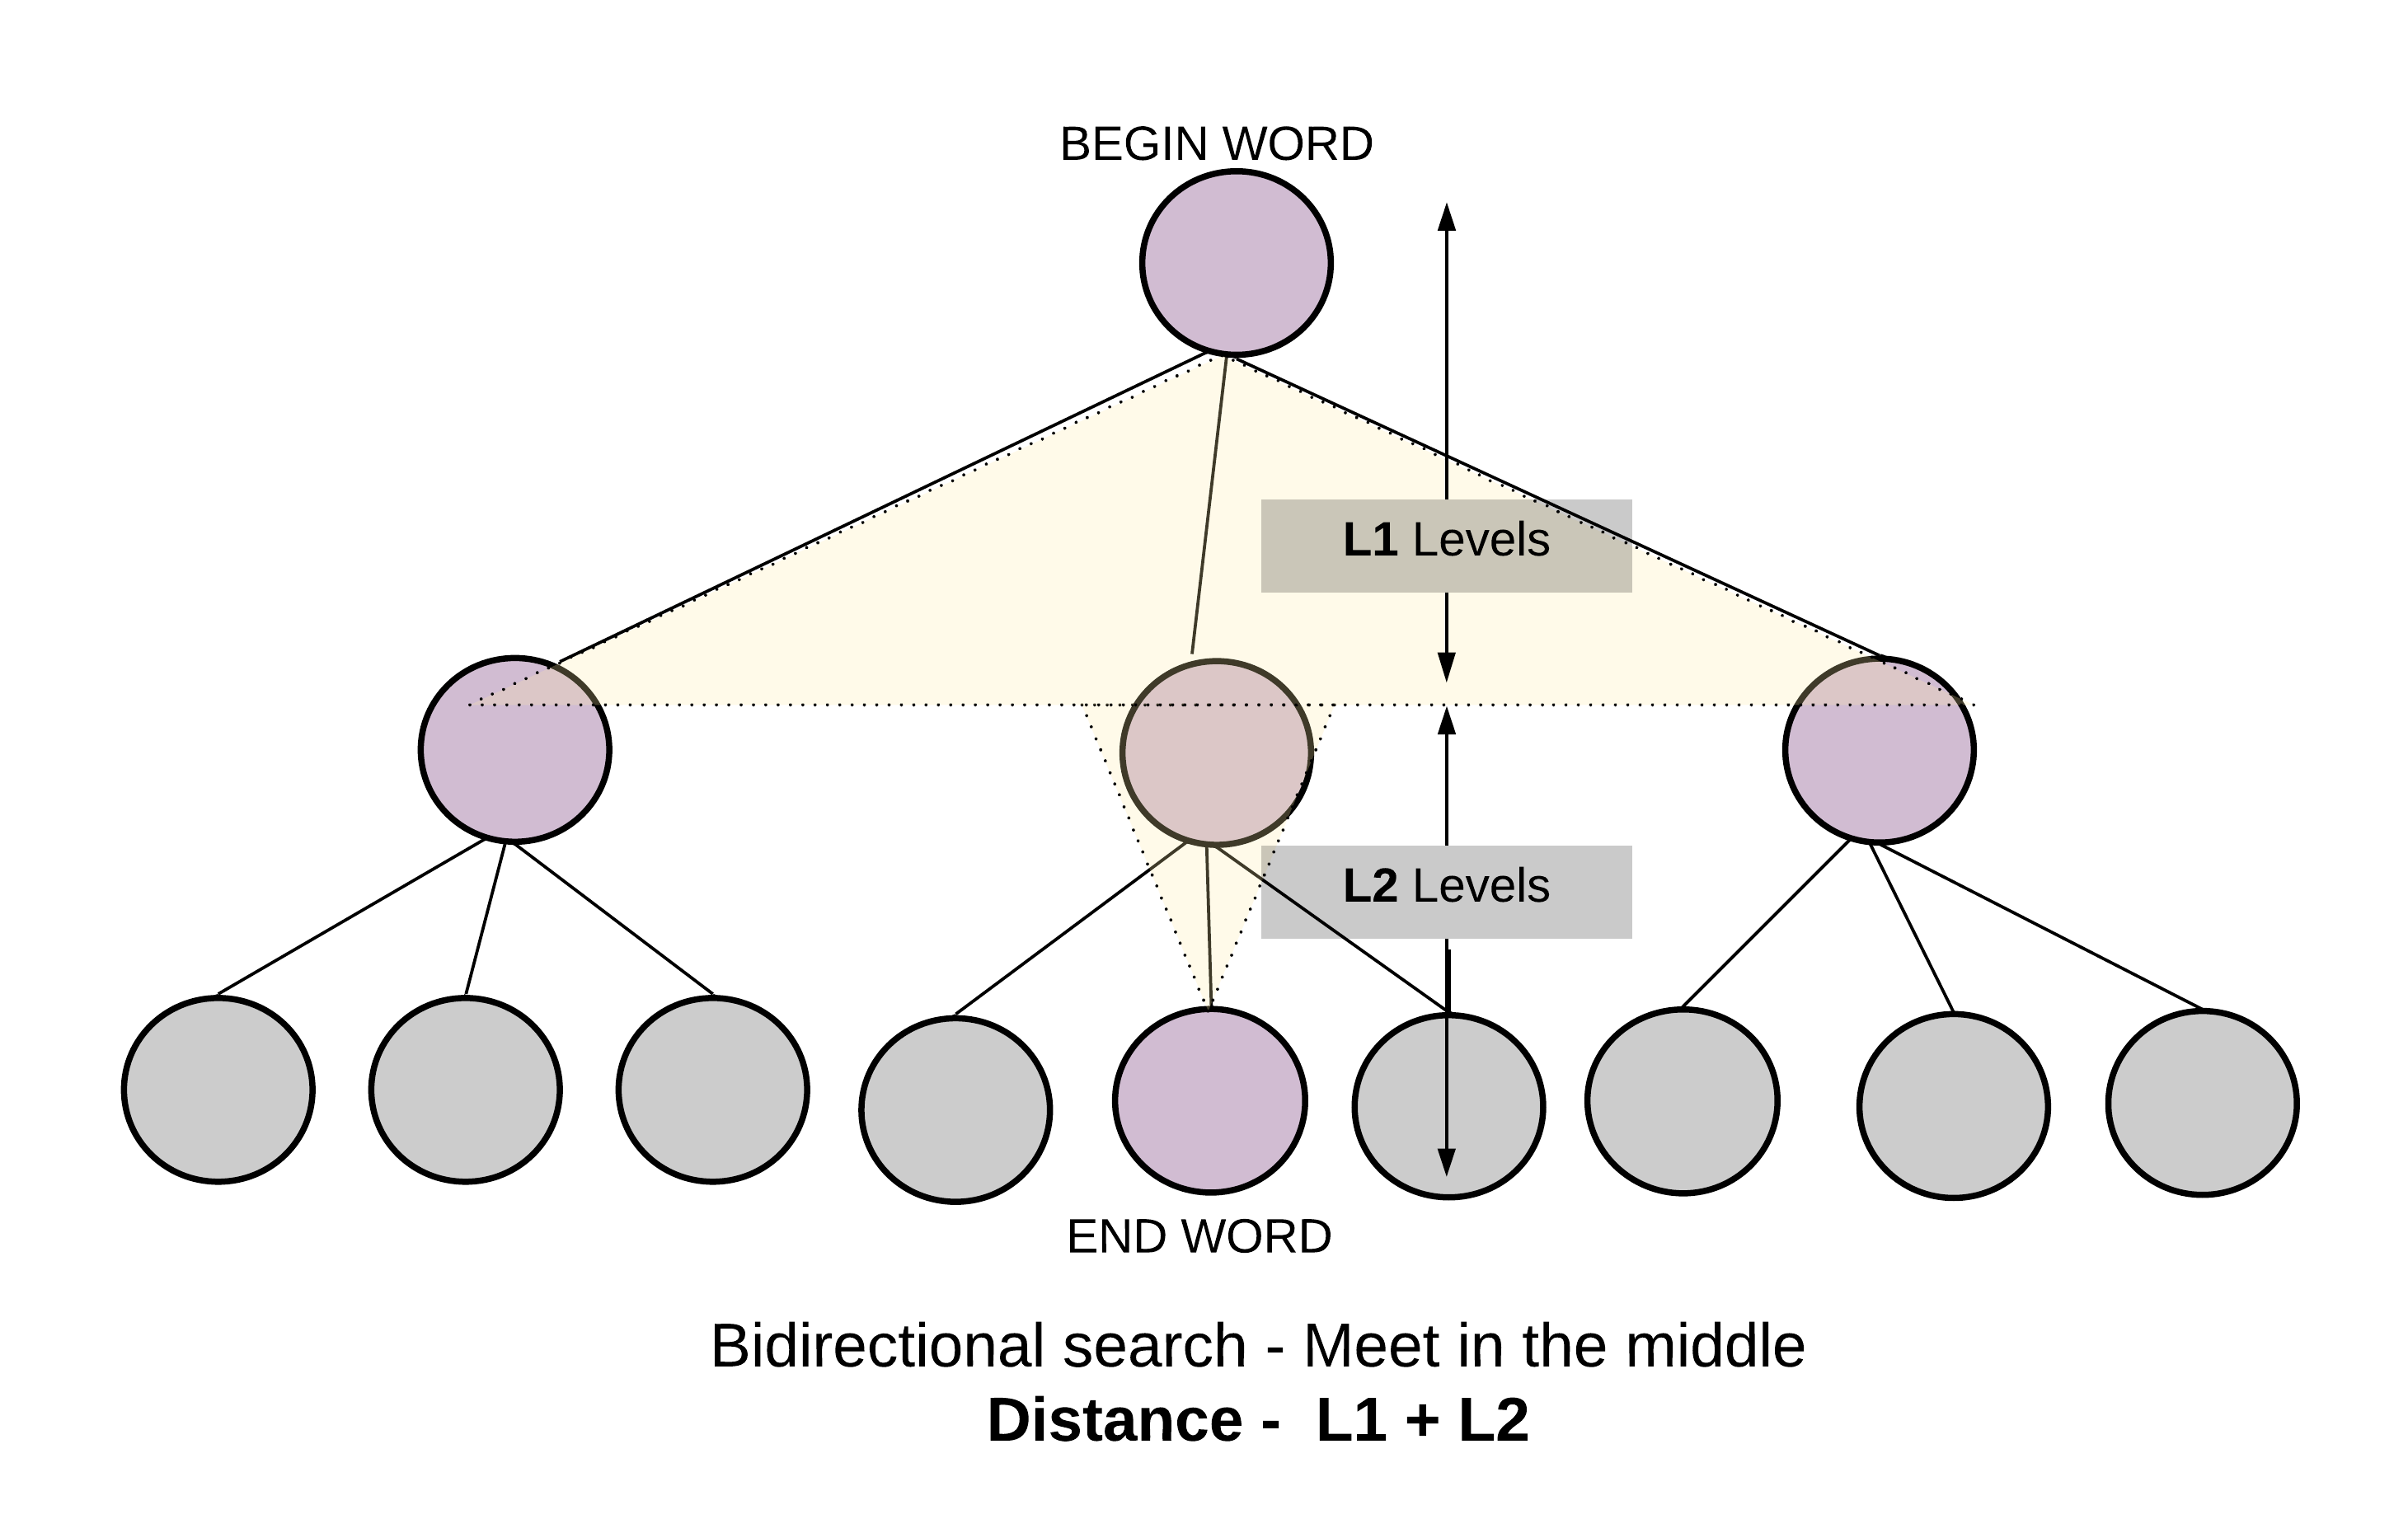 BEGIN WORD
L1 Levels
L2 Levels
END WORD
Bidirectional search - Meet in the middle
Distance - L1 + L2